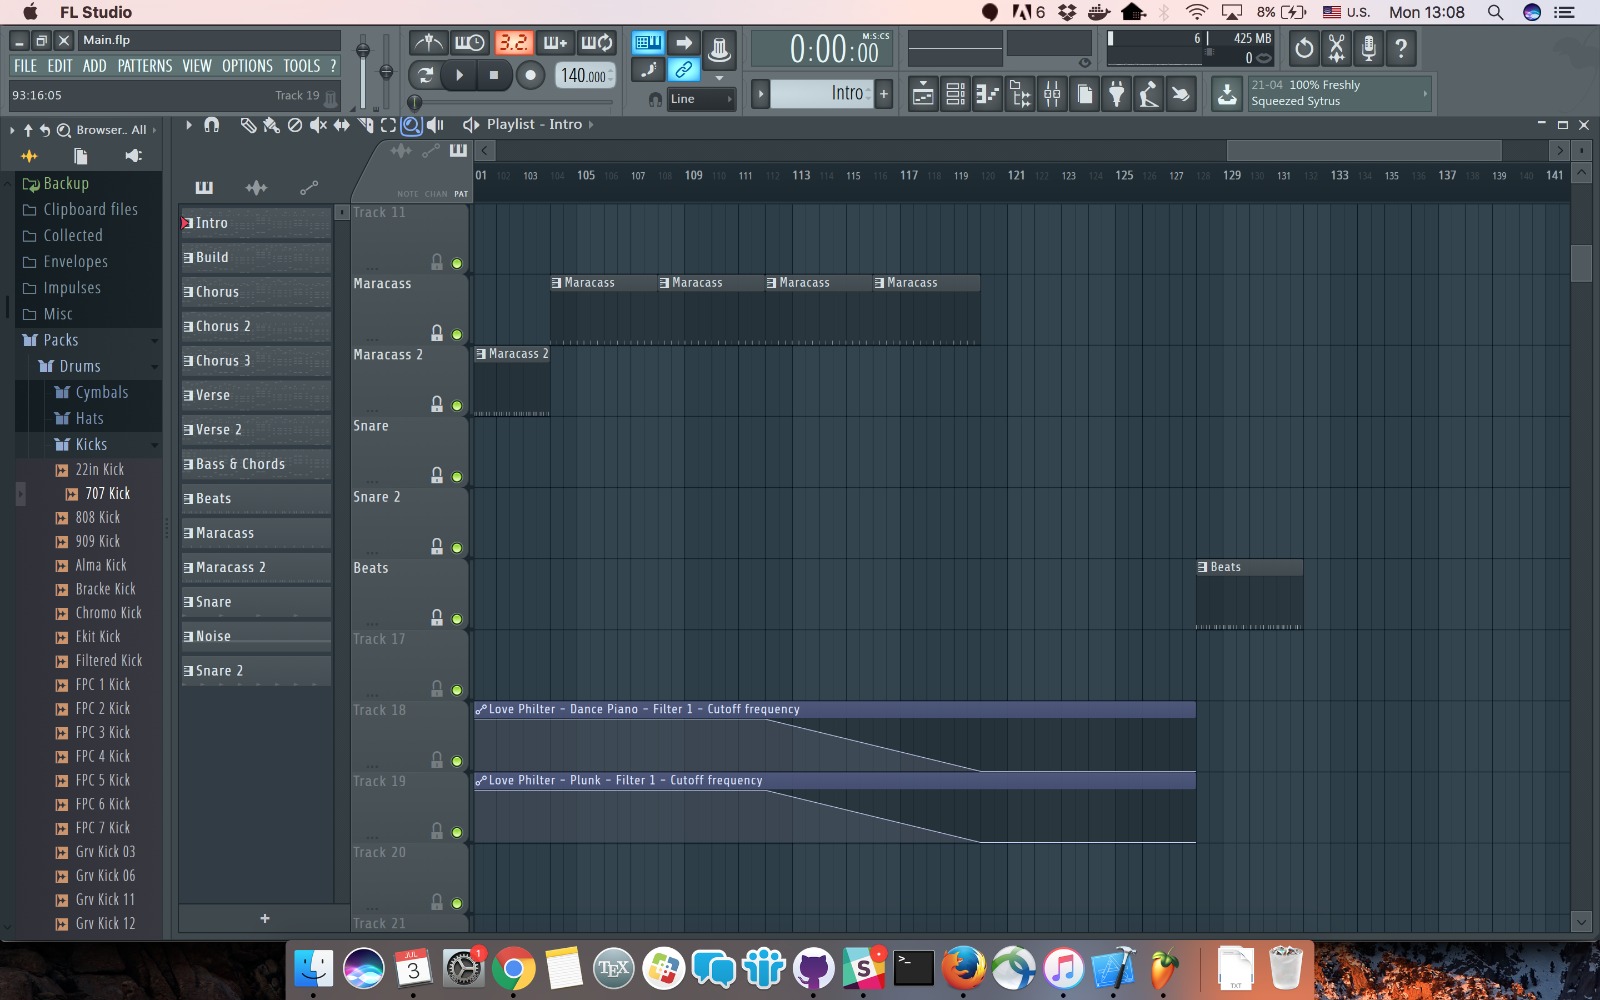 FL Studio
6
8%
U.S.
Mon 13:08
Main.flp
FILE EDIT ADD PATTERNS VIEW OPTIONS TOOLS ?
93:16:05
Track 19
3.2.
140.000
Line
0:00:00
M:S:CS
Intro
+
6
425 MB
0
?
21-04 100% Freshly
Squeezed Sytrus
Browser.. All
Playlist - Intro
Backup
Clipboard files
Collected
Envelopes
Impulses
Misc
Packs
Drums
Cymbals
Hats
Kicks
22in Kick
707 Kick
808 Kick
909 Kick
Alma Kick
Bracke Kick
Chromo Kick
Ekit Kick
Filtered Kick
FPC 1 Kick
FPC 2 Kick
FPC 3 Kick
FPC 4 Kick
FPC 5 Kick
FPC 6 Kick
FPC 7 Kick
Grv Kick 03
Grv Kick 06
Grv Kick 11
Grv Kick 12
Intro
Build
Chorus
Chorus 2
Chorus 3
Verse
Verse 2
Bass & Chords
Beats
Maracass
Maracass 2
Snare
Noise
Snare 2
+
NOTE CHAN PAT
01 102 103 104 105 106 107 108 109 110 111 112 113 114 115 116 117 118 119 120 121 122 123 124 125 126 127 128 129 130 131 132 133 134 135 136 137 138 139 140 141
Track 11
Maracass
Maracass Maracass Maracass Maracass
Maracass 2
Maracass 2
Snare
Snare 2
Beats
Beats
Track 17
Track 18
Love Philter - Dance Piano - Filter 1 - Cutoff frequency
Track 19
Love Philter - Plunk - Filter 1 - Cutoff frequency
Track 20
Track 21
JUL
3
1
TEX
S
>_
TXT